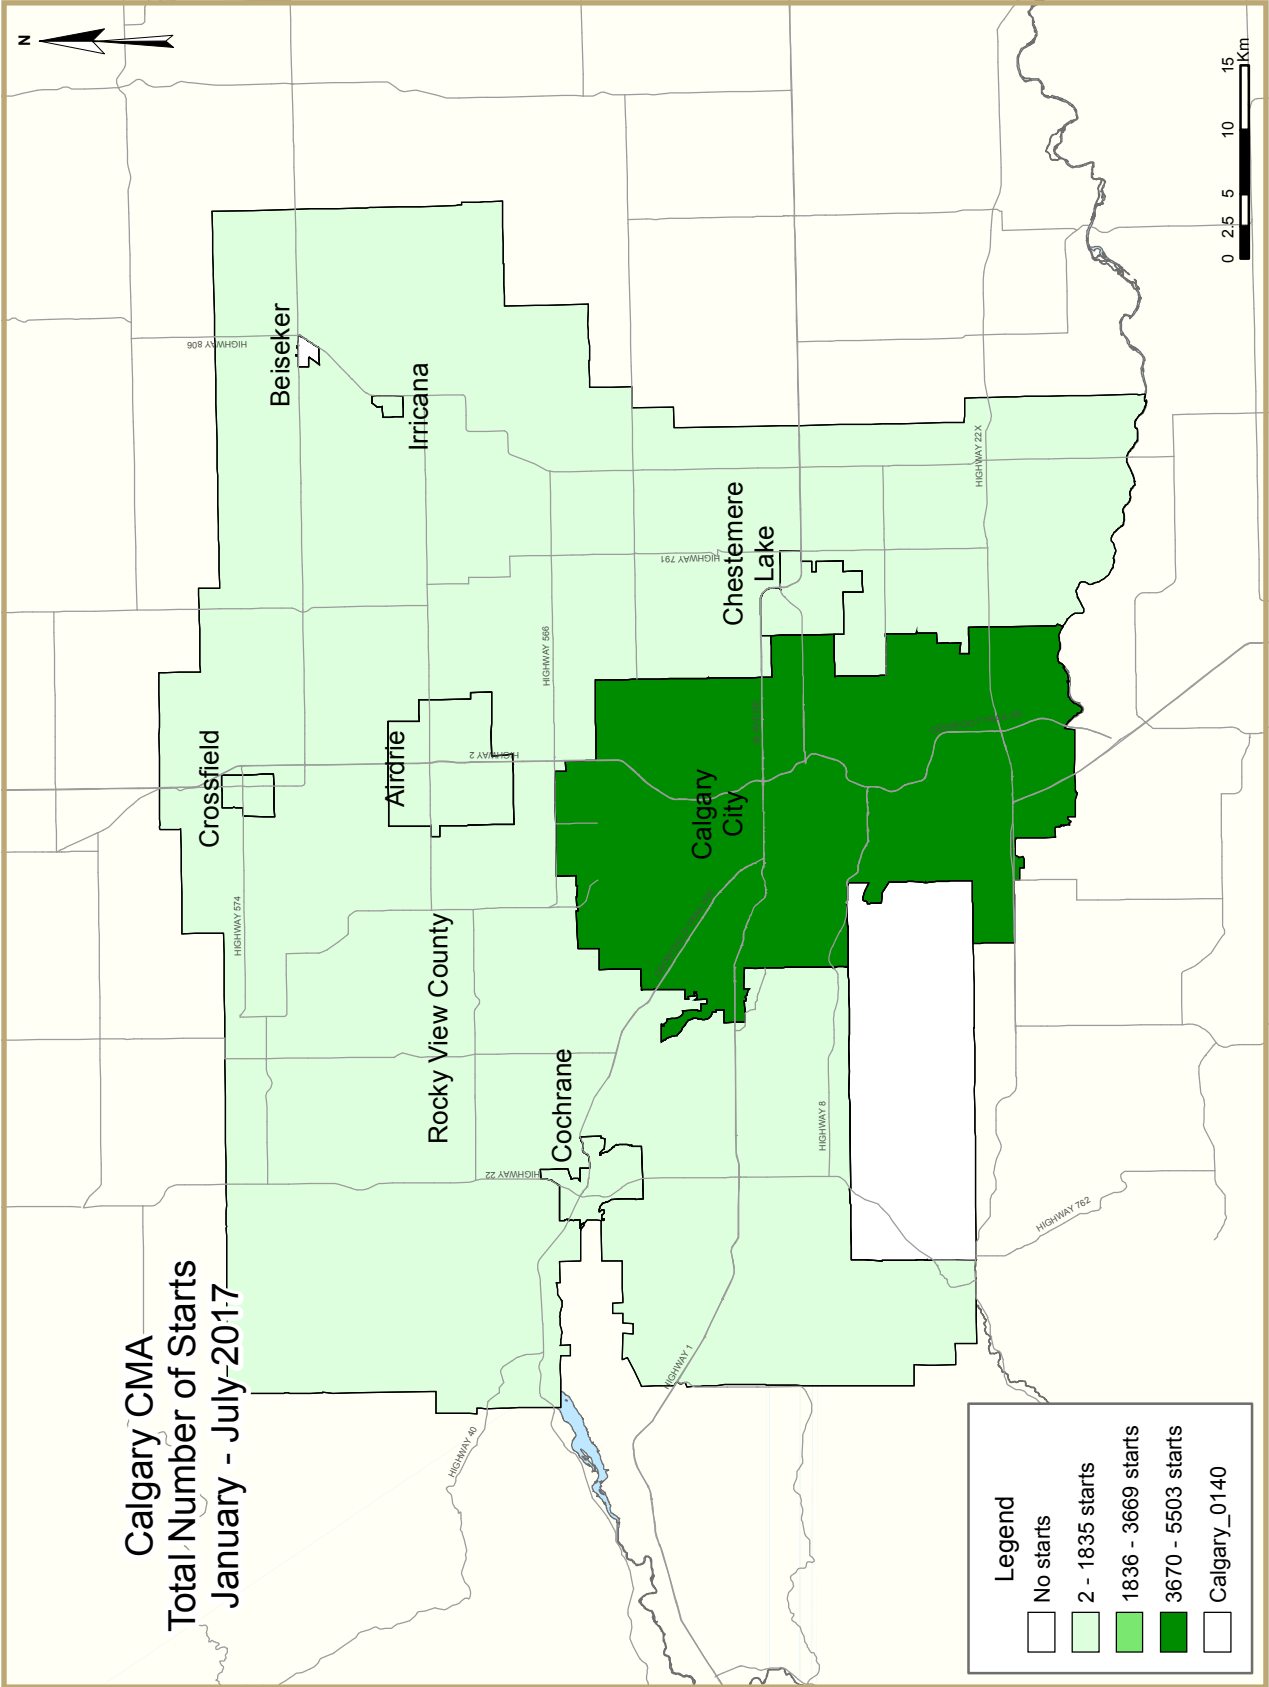 Calgary CMA
Total Number of Starts
January - July 2017
N
Crossfield
Beiseker
Irricana
Airdrie
Rocky View County
Cochrane
Chestemere
Lake
Calgary
City
HIGHWAY 574
HIGHWAY 806
HIGHWAY 2
HIGHWAY 566
HIGHWAY 22
HIGHWAY 40
HIGHWAY 791
HIGHWAY 1
HIGHWAY 8
HIGHWAY 22X
HIGHWAY 762
Legend
No starts
2 - 1835 starts
1836 - 3669 starts
3670 - 5503 starts
Calgary_0140
0 2.5 5 10 15
Km